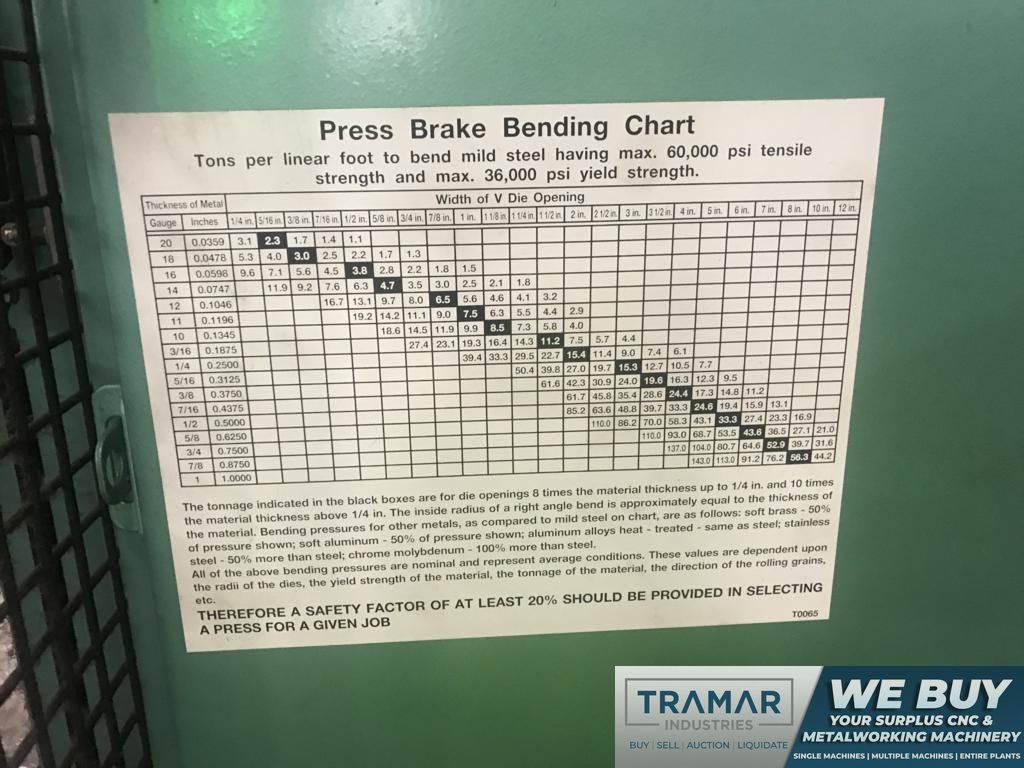 Press Brake Bending Chart
Tons per linear foot to bend mild steel having max. 60,000 psi tensile
strength and max. 36,000 psi yield strength.
Thickness of Metal Width of V Die Opening
Gauge Inches 1/4 in. 5/16 in. 3/8 in. 7/16 in. 1/2 in. 5/8 in. 3/4 in. 7/8 in. 1 in. 1 1/8 in. 1 1/4 in. 1 1/2 in. 2 in. 2 1/2 in. 3 in. 3 1/2 in. 4 in. 5 in. 6 in. 7 in. 8 in. 10 in. 12 in.
20 0.0359 3.1 2.3 1.7 1.4 1.1
18 0.0478 5.3 4.0 3.0 2.5 2.2 1.7 1.3
16 0.0598 9.6 7.1 5.6 4.5 3.8 2.8 2.2 1.8 1.5
14 0.0747 11.9 9.2 7.6 6.3 4.7 3.5 3.0 2.5 2.1 1.8
12 0.1046 16.7 13.1 9.7 8.0 6.5 5.6 4.6 4.1 3.2
11 0.1196 19.2 14.2 11.1 9.0 7.5 6.3 5.5 4.4 2.9
10 0.1345 18.6 14.5 11.9 9.9 8.5 7.3 5.8 4.0
3/16 0.1875 27.4 23.1 19.3 16.4 14.3 11.2 7.5 5.7 4.4
1/4 0.2500 39.4 33.3 29.5 22.7 15.4 11.4 9.0 7.4 6.1
5/16 0.3125 50.4 39.8 27.0 19.7 15.3 12.7 10.5 7.7
3/8 0.3750 61.6 42.3 30.9 24.0 19.6 16.3 12.3 9.5
7/16 0.4375 61.7 45.8 35.4 28.6 24.4 17.3 14.8 11.2
1/2 0.5000 85.2 63.6 48.8 39.7 33.3 24.6 19.4 15.9 13.1
5/8 0.6250 110.0 86.2 70.0 58.3 43.1 33.3 27.4 23.3 16.9
3/4 0.7500 110.0 93.0 68.7 53.5 43.6 36.5 27.1 21.0
7/8 0.8750 137.0 104.0 80.7 64.6 52.9 39.7 31.6
1 1.0000 143.0 113.0 91.2 76.2 56.3 44.2
The tonnage indicated in the black boxes are for die openings 8 times the material thickness up to 1/4 in. and 10 times
the material thickness above 1/4 in. The inside radius of a right angle bend is approximately equal to the thickness of
the material. Bending pressures for other metals, as compared to mild steel on chart, are as follows: soft brass - 50%
of pressure shown; soft aluminum - 50% of pressure shown; aluminum alloys heat - treated - same as steel; stainless
steel - 50% more than steel; chrome molybdenum - 100% more than steel.
All of the above bending pressures are nominal and represent average conditions. These values are dependent upon
the radii of the dies, the yield strength of the material, the tonnage of the material, the direction of the rolling grains,
etc.
THEREFORE A SAFETY FACTOR OF AT LEAST 20% SHOULD BE PROVIDED IN SELECTING
A PRESS FOR A GIVEN JOB
T0065
TRAMAR
INDUSTRIES
BUY | SELL | AUCTION | LIQUIDATE
WE BUY
YOUR SURPLUS CNC &
METALWORKING MACHINERY
SINGLE MACHINES | MULTIPLE MACHINES | ENTIRE PLANTS